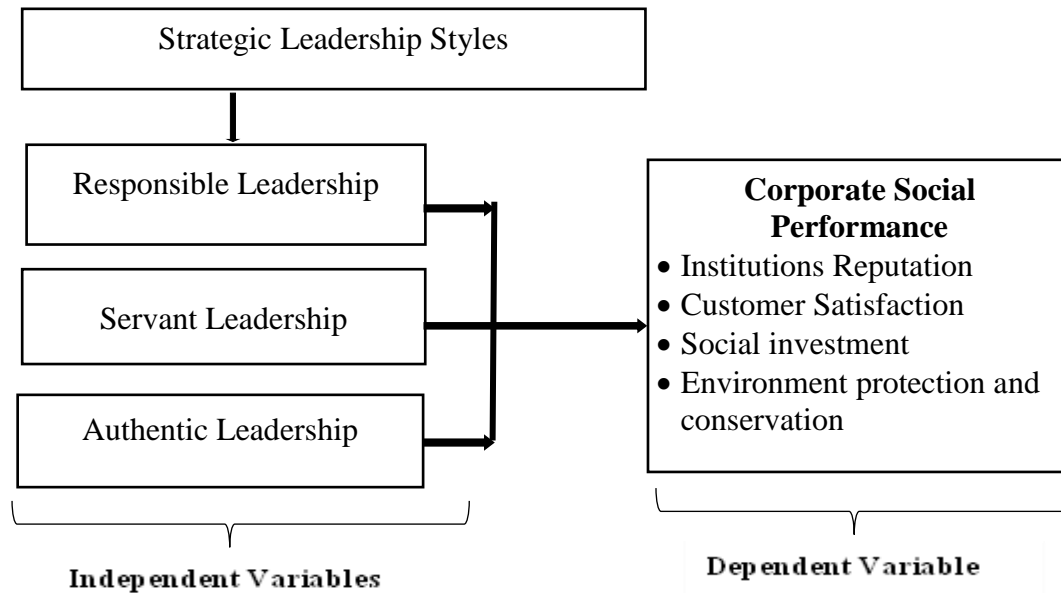 Strategic Leadership Styles
Responsible Leadership
Servant Leadership
Authentic Leadership
Corporate Social
Performance
• Institutions Reputation
• Customer Satisfaction
• Social investment
• Environment protection and
conservation
Independent Variables
Dependent Variable